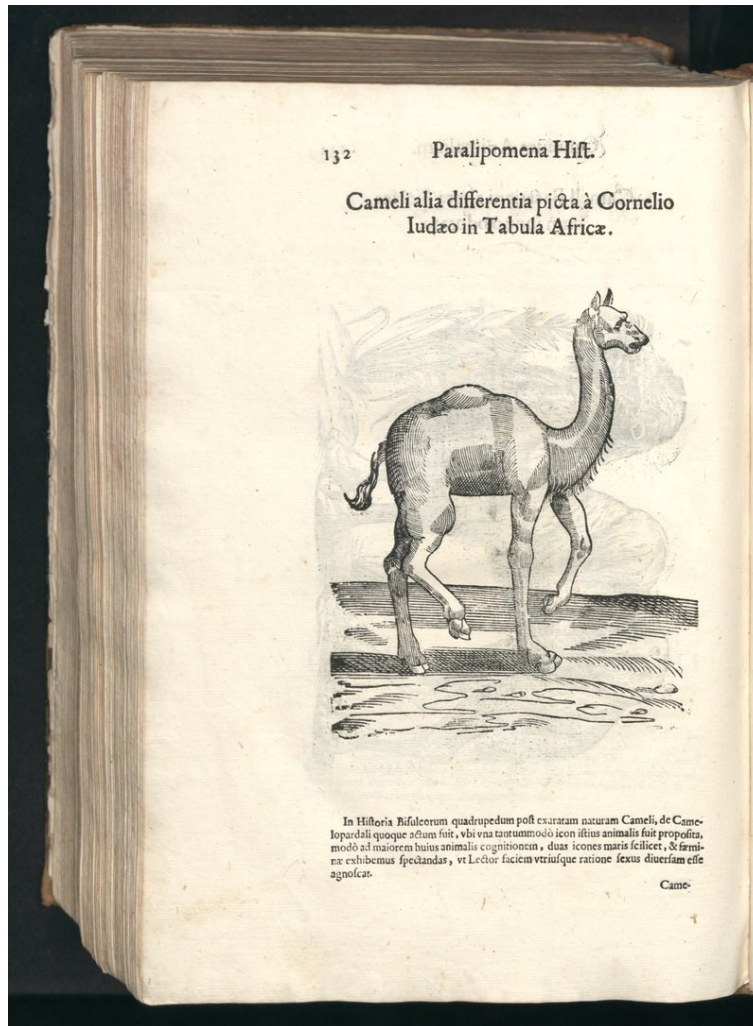 132 Paralipomena Hiſt.
Cameli alia differentia picta à Cornelio
Iudæo in Tabula Africæ.
In Hiſtoria Biſulcorum quadrupedum poſt exaratam naturam Cameli, de Came-
lopardali quoque actum fuit, vbi vna tantummodò icon iſtius animalis fuit propoſita,
modò ad maiorem huius animalis cognitionem, duas icones maris ſcilicet, & fœmi-
næ exhibemus ſpectandas, vt Lector faciem vtriuſque ratione ſexus diuerſam eſſe
agnoſcat.
Came-